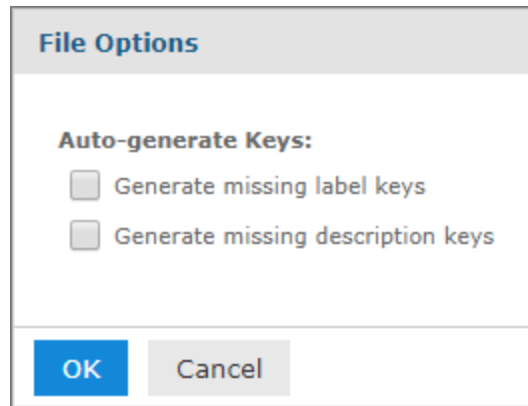 File Options
Auto-generate Keys:
Generate missing label keys
Generate missing description keys
OK Cancel